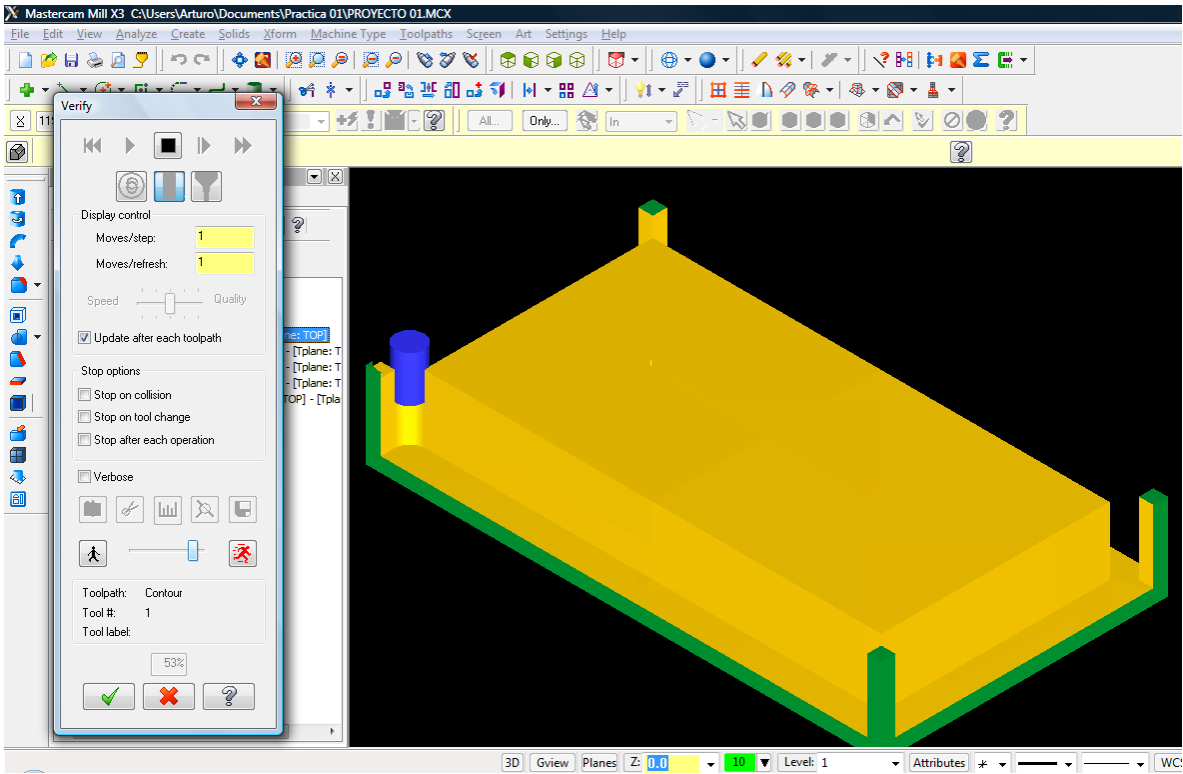 Mastercam Mill X3 C:\Users\Arturo\Documents\Practica 01\PROYECTO 01.MCX
File Edit View Analyze Create Solids Xform Machine Type Toolpaths Screen Art Settings Help
Verify
All... Only... In
Display control
Moves/step: 1
Moves/refresh: 1
Speed Quality
Update after each toolpath
ne: TOP]
- [Tplane: T
- [Tplane: T
- [Tplane: T
TOP] - [Tpla
Stop options
Stop on collision
Stop on tool change
Stop after each operation
Verbose
Toolpath: Contour
Tool #: 1
Tool label:
53%
3D Gview Planes Z: 0.0 10 Level: 1 Attributes WCS